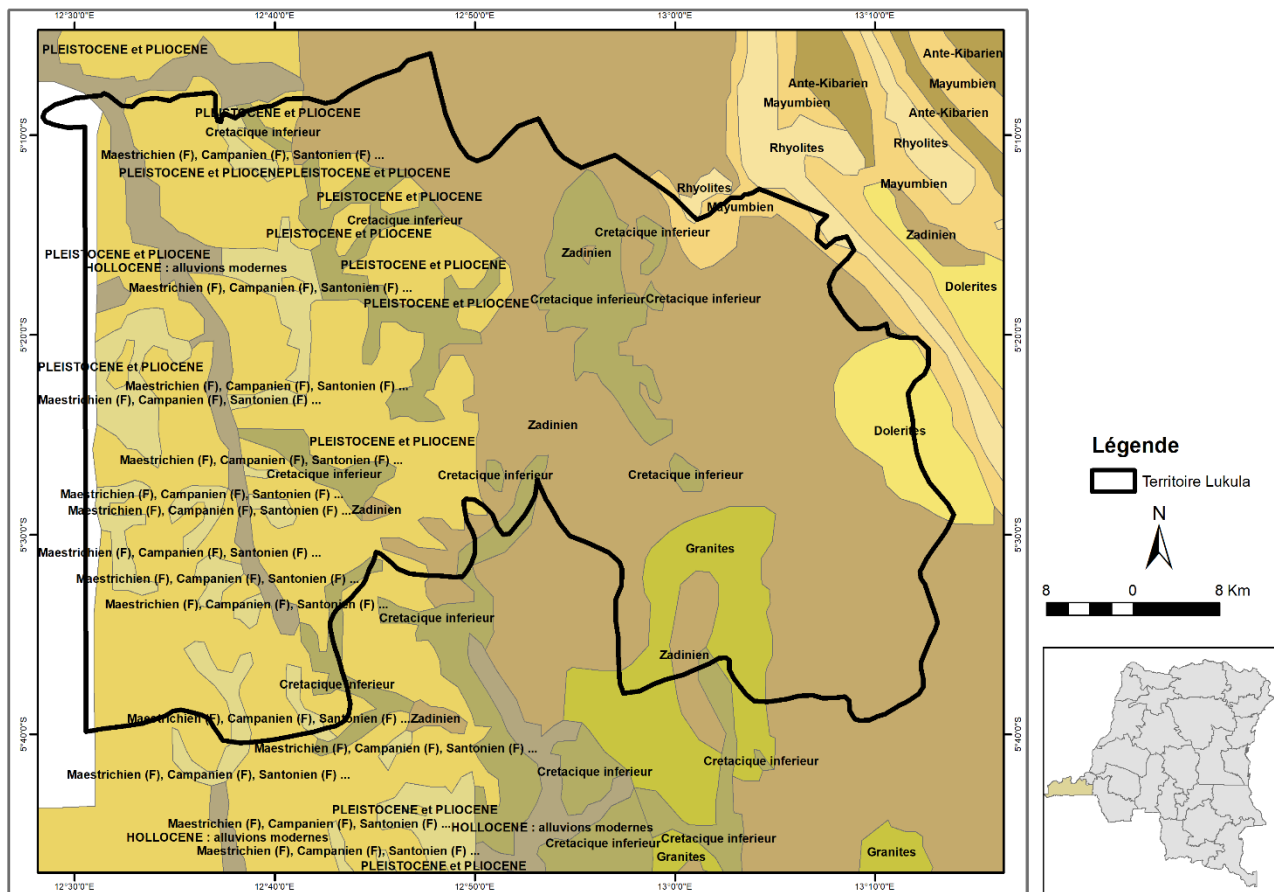 12°30'0"E 12°40'0"E 12°50'0"E 13°0'0"E 13°10'0"E
PLEISTOCENE et PLIOCENE
Ante-Kibarien
Ante-Kibarien
Mayumbien
Mayumbien
PLEISTOCENE et PLIOCENE
Ante-Kibarien
Cretacique inferieur
5°10'0"S
5°10'0"S
Rhyolites
Rhyolites
Maestrichien (F), Campanien (F), Santonien (F) ...
PLEISTOCENE et PLIOCENEPLEISTOCENE et PLIOCENE
Mayumbien
Rhyolites
PLEISTOCENE et PLIOCENE
Mayumbien
Cretacique inferieur
PLEISTOCENE et PLIOCENE
Cretacique inferieur
Zadinien
PLEISTOCENE et PLIOCENE
Zadinien
HOLLOCENE : alluvions modernes
PLEISTOCENE et PLIOCENE
Maestrichien (F), Campanien (F), Santonien (F) ...
Dolerites
PLEISTOCENE et PLIOCENE
Cretacique inferieur
Cretacique inferieur
5°20'0"S
5°20'0"S
PLEISTOCENE et PLIOCENE
Maestrichien (F), Campanien (F), Santonien (F) ...
Maestrichien (F), Campanien (F), Santonien (F) ...
Zadinien
Dolerites
PLEISTOCENE et PLIOCENE
Maestrichien (F), Campanien (F), Santonien (F) ...
Cretacique inferieur
Cretacique inferieur
Cretacique inferieur
Maestrichien (F), Campanien (F), Santonien (F) ...
Maestrichien (F), Campanien (F), Santonien (F) ...
Zadinien
5°30'0"S
5°30'0"S
Maestrichien (F), Campanien (F), Santonien (F) ...
Granites
Maestrichien (F), Campanien (F), Santonien (F) ...
Maestrichien (F), Campanien (F), Santonien (F) ...
Cretacique inferieur
Zadinien
Cretacique inferieur
Maestrichien (F), Campanien (F), Santonien (F) ...
Zadinien
5°40'0"S
5°40'0"S
Maestrichien (F), Campanien (F), Santonien (F) ...
Cretacique inferieur
Maestrichien (F), Campanien (F), Santonien (F) ...
Cretacique inferieur
PLEISTOCENE et PLIOCENE
Maestrichien (F), Campanien (F), Santonien (F) ...
HOLLOCENE : alluvions modernes
HOLLOCENE : alluvions modernes
Cretacique inferieur
Cretacique inferieur
Maestrichien (F), Campanien (F), Santonien (F) ...
Granites
Granites
PLEISTOCENE et PLIOCENE
12°30'0"E 12°40'0"E 12°50'0"E 13°0'0"E 13°10'0"E
Légende
Territoire Lukula
N
8 0 8 Km